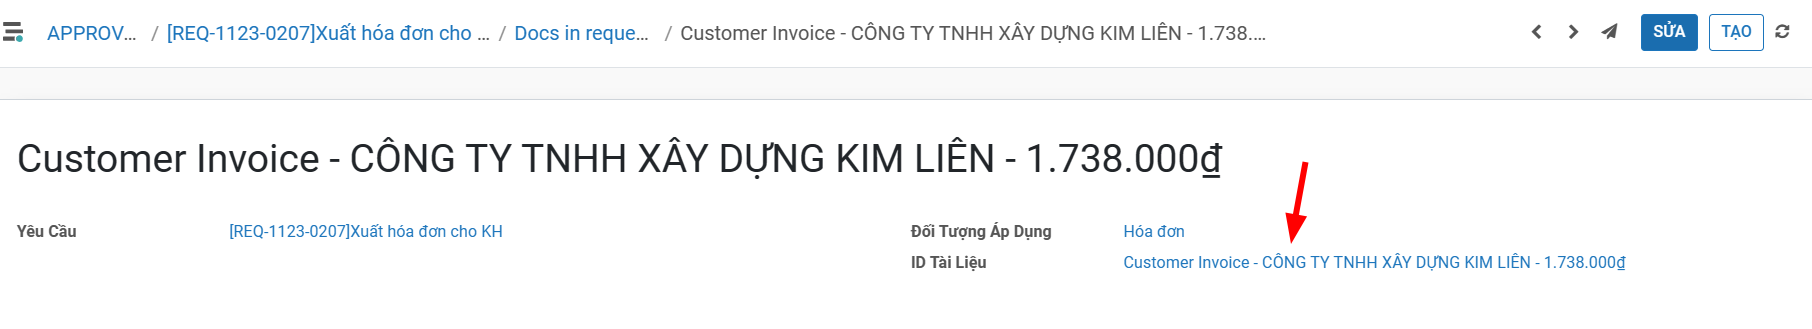 APPROV... / [REQ-1123-0207]Xuất hóa đơn cho ... / Docs in reque... / Customer Invoice - CÔNG TY TNHH XÂY DỰNG KIM LIÊN - 1.738.... SỬA TẠO
Customer Invoice - CÔNG TY TNHH XÂY DỰNG KIM LIÊN - 1.738.000₫
Yêu Cầu [REQ-1123-0207]Xuất hóa đơn cho KH Đối Tượng Áp Dụng Hóa đơn
ID Tài Liệu Customer Invoice - CÔNG TY TNHH XÂY DỰNG KIM LIÊN - 1.738.000₫